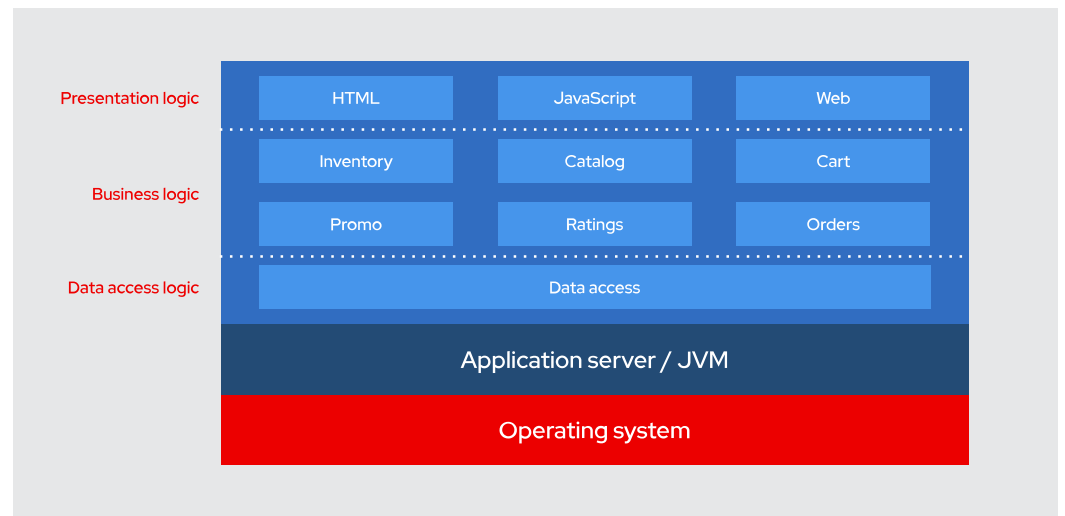 Presentation logic
HTML
JavaScript
Web
Business logic
Inventory
Catalog
Cart
Promo
Ratings
Orders
Data access logic
Data access
Application server / JVM
Operating system